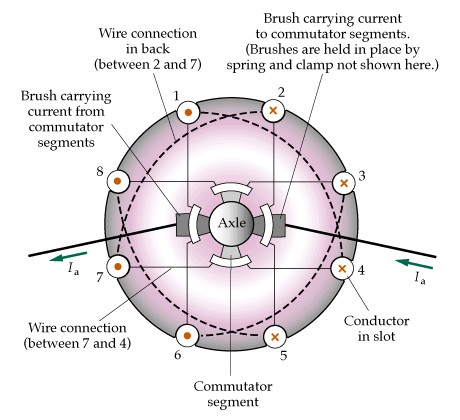 Wire connection
in back
(between 2 and 7)
Brush carrying current
to commutator segments.
(Brushes are held in place by
spring and clamp not shown here.)
Brush carrying
current from
commutator
segments
1
2
8
3
Axle
Ia
7
4
Ia
Wire connection
(between 7 and 4)
6
5
Conductor
in slot
Commutator
segment